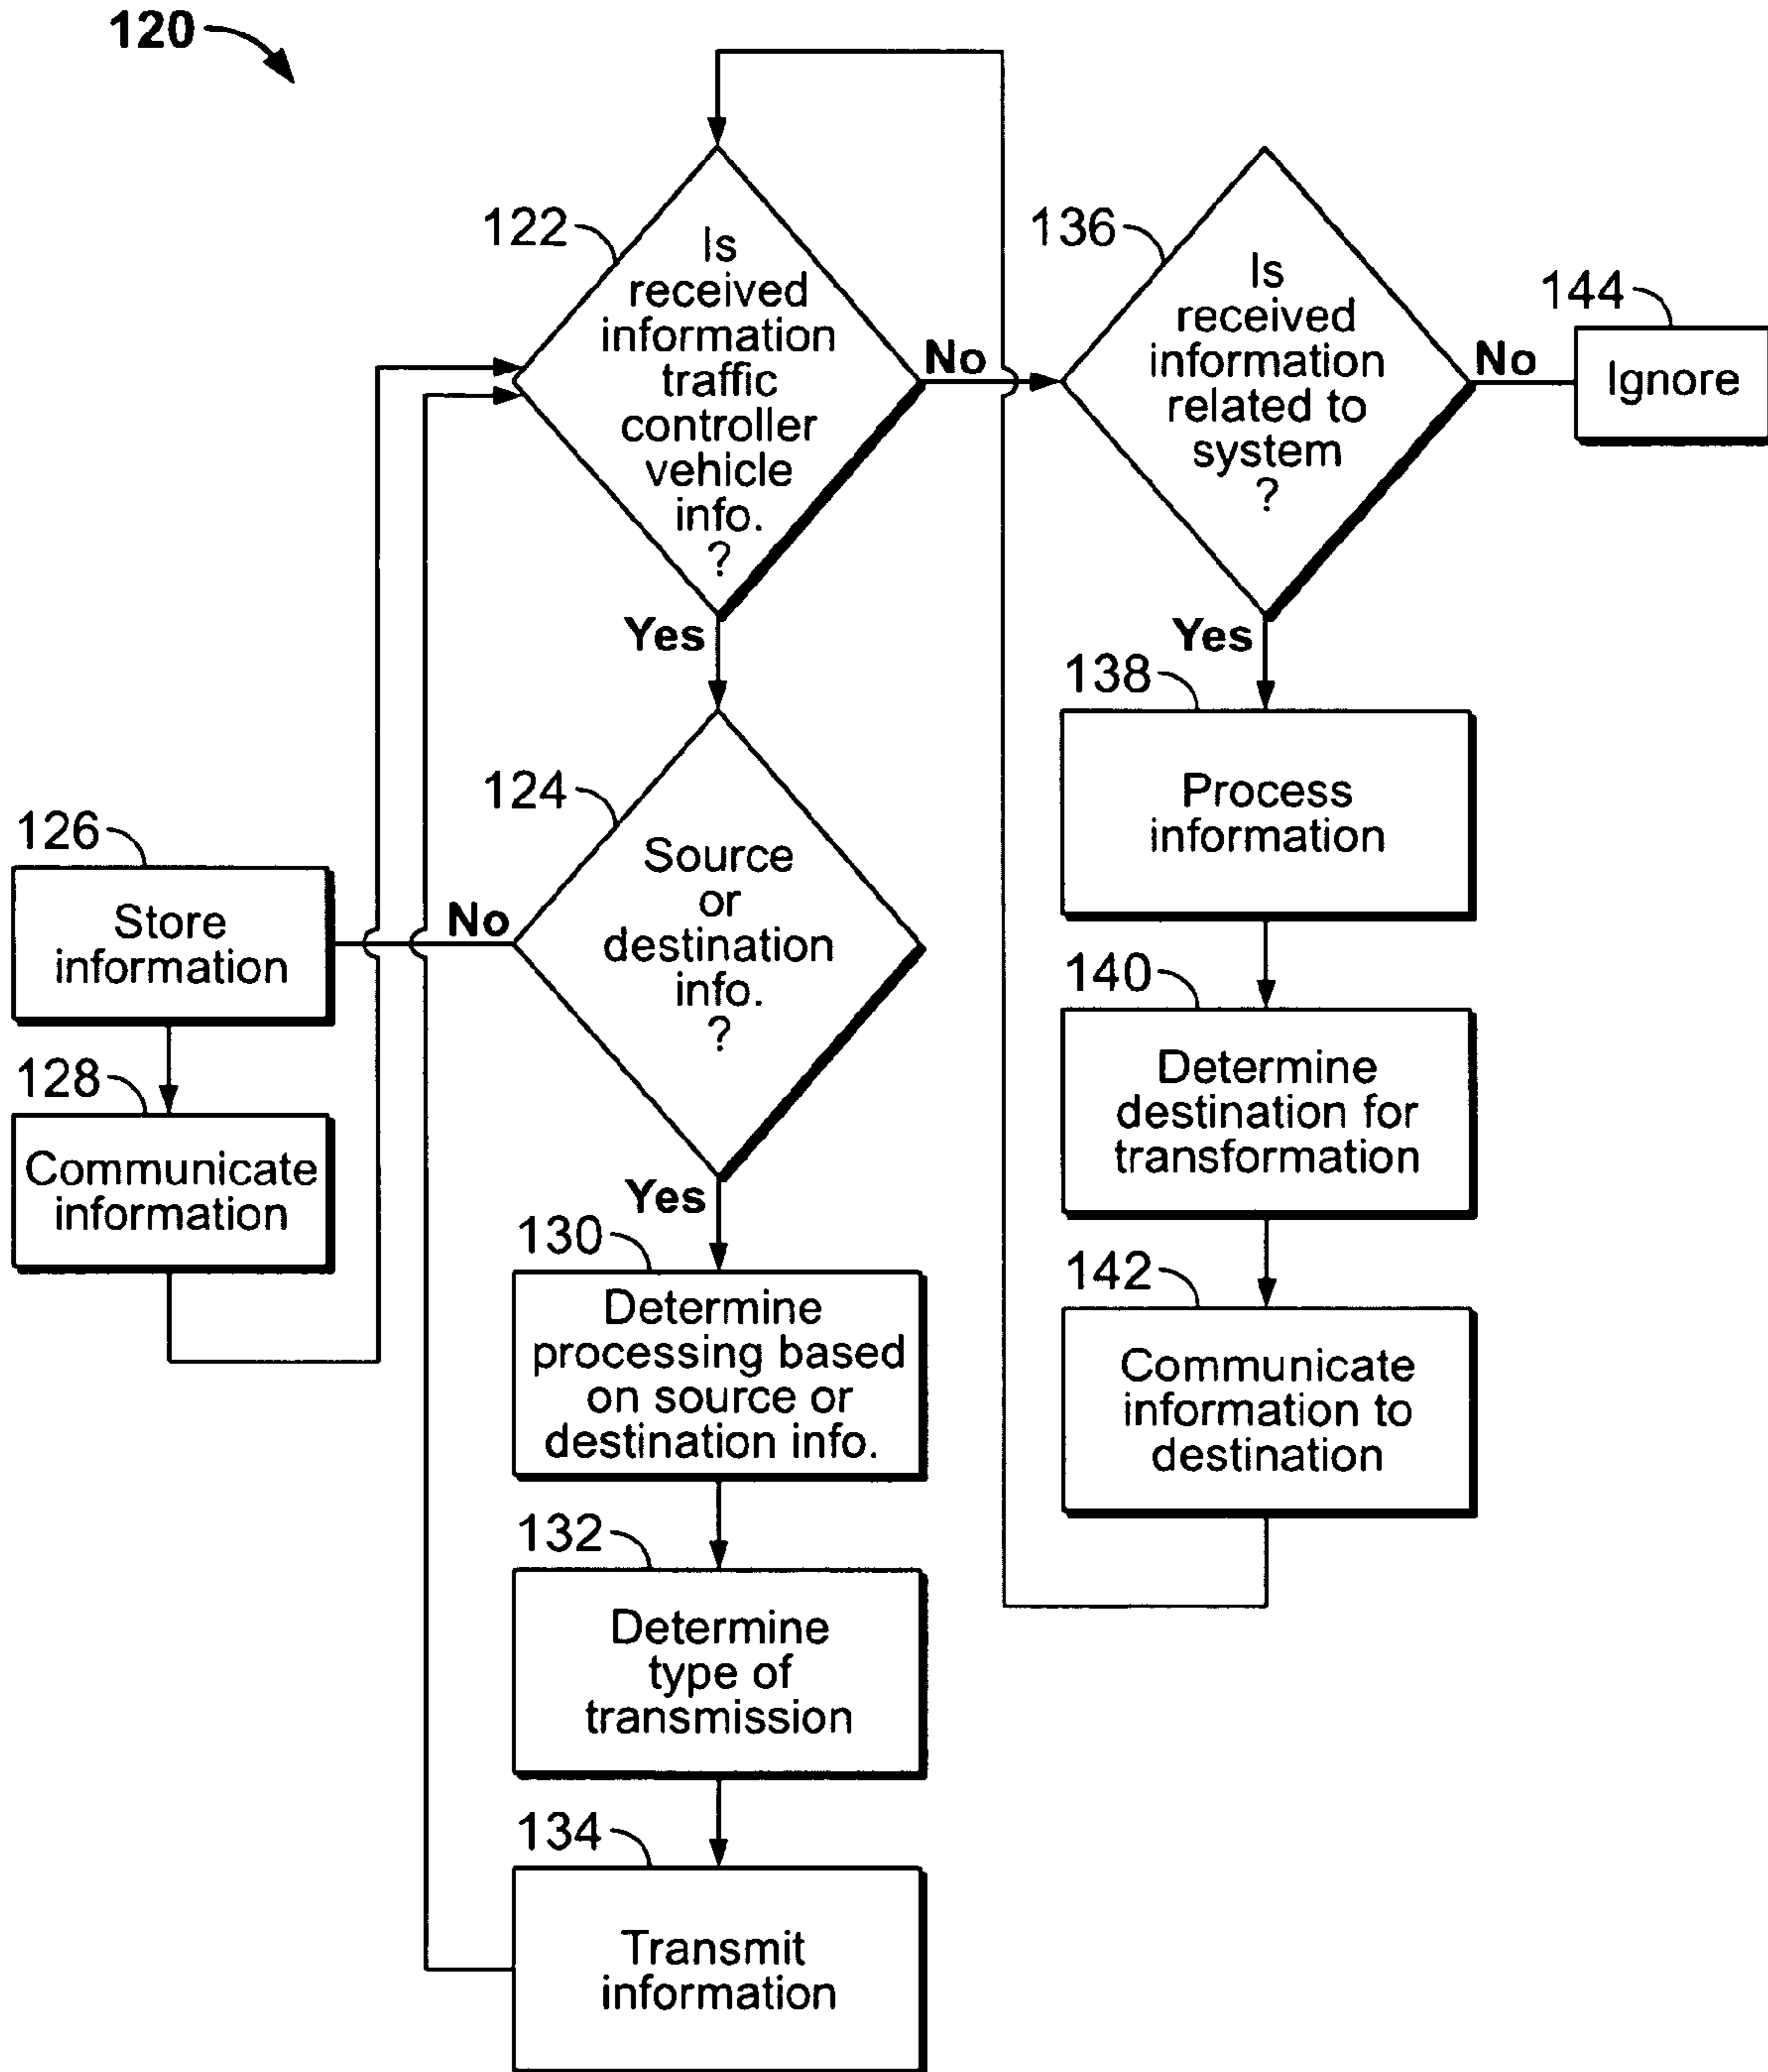 120
122
Is
received
information
traffic
controller
vehicle
info.
?
No
Yes
136
Is
received
information
related to
system
?
No
Yes
144
Ignore
124
Source
or
destination
info.
?
No
Yes
126
Store
information
128
Communicate
information
130
Determine
processing based
on source or
destination info.
132
Determine
type of
transmission
134
Transmit
information
138
Process
information
140
Determine
destination for
transformation
142
Communicate
information to
destination